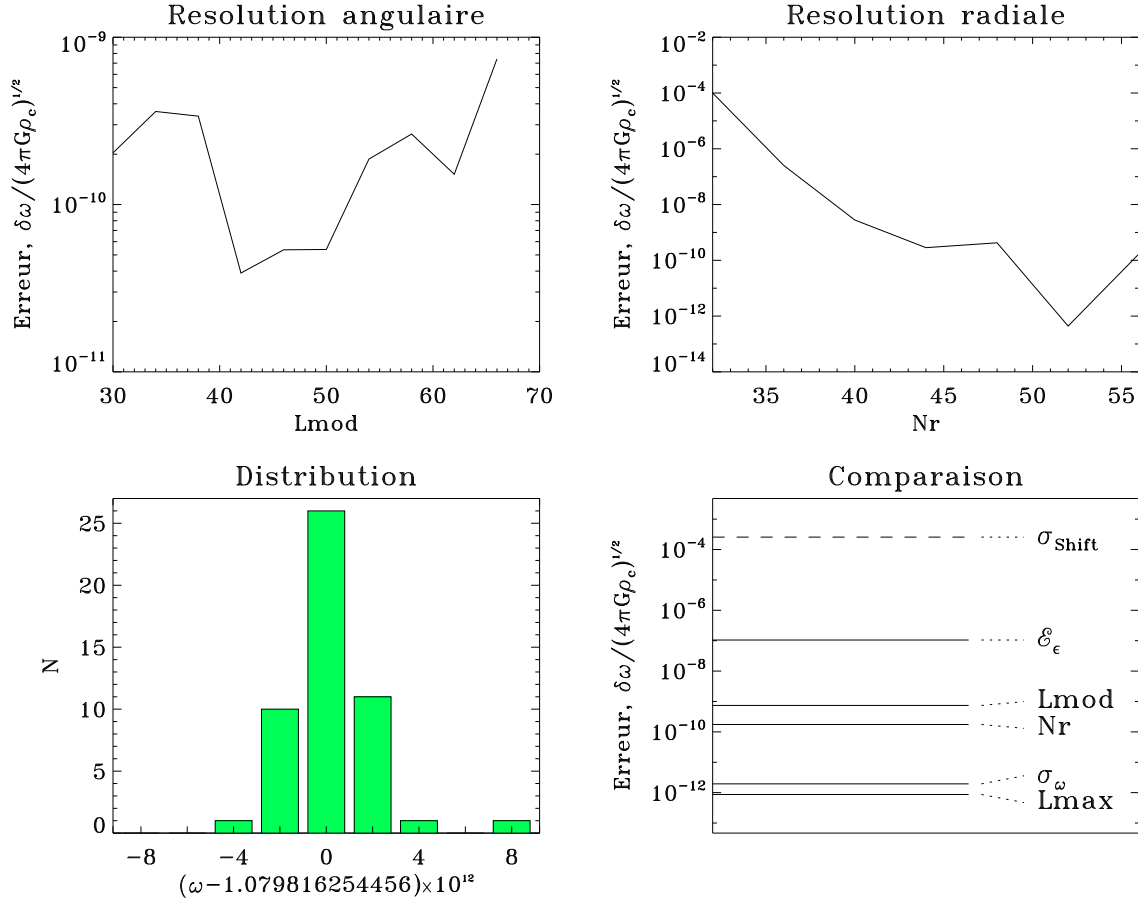 Resolution angulaire
Erreur, δω/(4πGρc)^1/2
10^-9
10^-10
10^-11
30 40 50 60 70
Lmod
Resolution radiale
Erreur, δω/(4πGρc)^1/2
10^-2
10^-4
10^-6
10^-8
10^-10
10^-12
10^-14
35 40 45 50 55
Nr
Distribution
N
25
20
15
10
5
0
-8 -4 0 4 8
(ω-1.079816254456)×10^12
Comparaison
Erreur, δω/(4πGρc)^1/2
10^-4
10^-6
10^-8
10^-10
10^-12
σShift
ℰϵ
Lmod
Nr
σω
Lmax